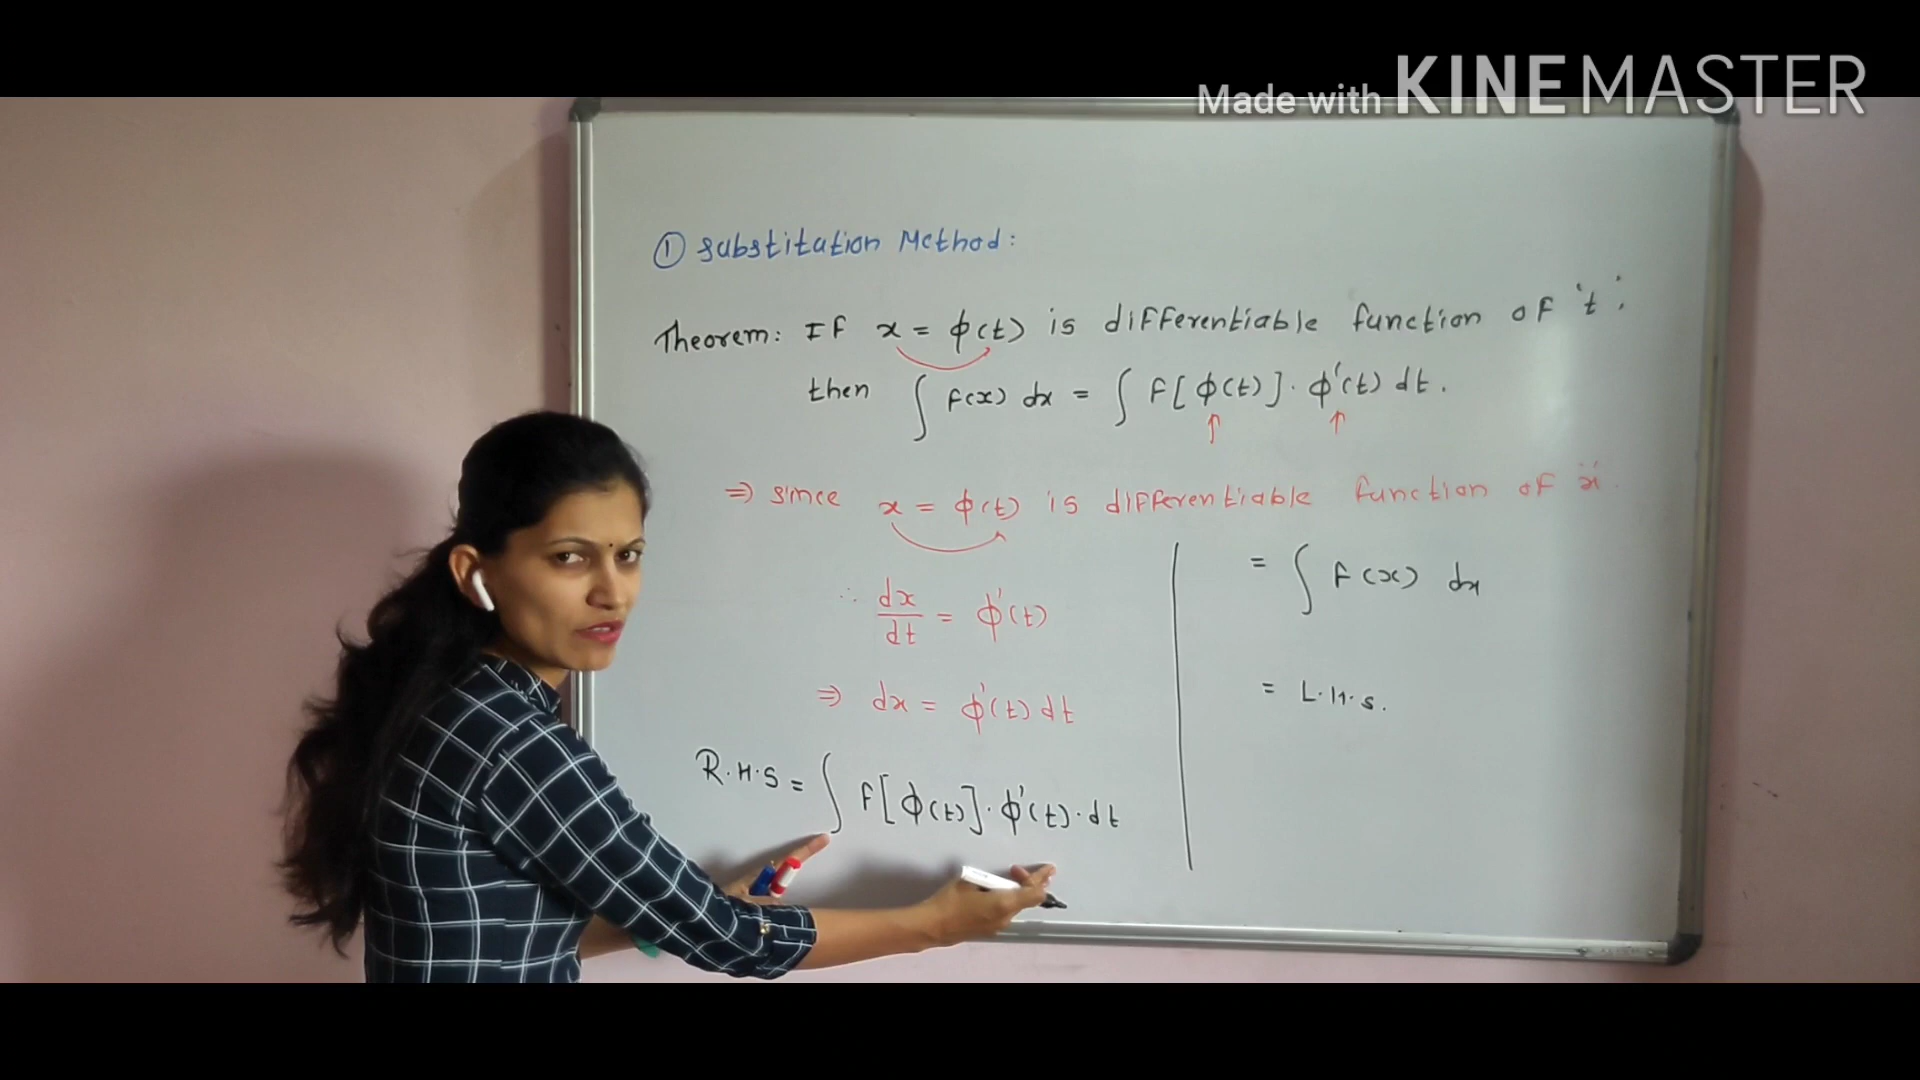 Made with KINEMASTER
① Substitution Method:
Theorem: If x = ϕ(t) is differentiable function of 't'.
then ∫ f(x) dx = ∫ f[ϕ(t)]·ϕ'(t) dt.
⇒ since x = ϕ(t) is differentiable function of 'x'.
∴ dx/dt = ϕ'(t)
⇒ dx = ϕ'(t) dt
R.H.S = ∫ f[ϕ(t)]·ϕ'(t)·dt
= ∫ f(x) dx
= L.H.S.